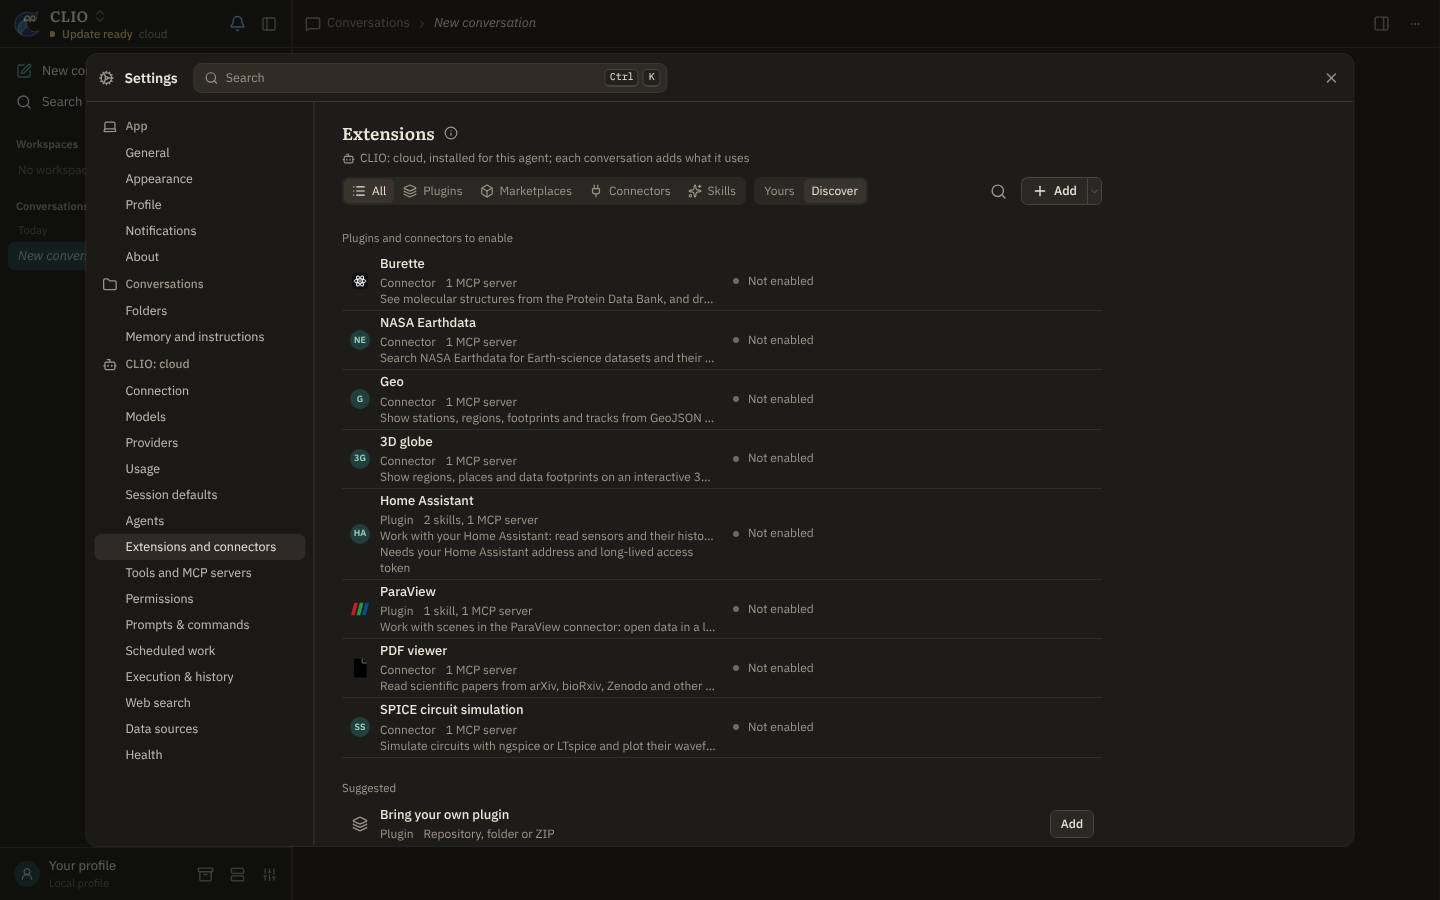 CLIO
Update ready cloud
Conversations > New conversation
Settings
Search
Ctrl K
New co
Search
Workspaces
No workspac
Conversations
Today
New conver
App
General
Appearance
Profile
Notifications
About
Conversations
Folders
Memory and instructions
CLIO: cloud
Connection
Models
Providers
Usage
Session defaults
Agents
Extensions and connectors
Tools and MCP servers
Permissions
Prompts & commands
Scheduled work
Execution & history
Web search
Data sources
Health
Extensions
CLIO: cloud, installed for this agent; each conversation adds what it uses
All Plugins Marketplaces Connectors Skills Yours Discover
Add
Plugins and connectors to enable
Burette
Connector 1 MCP server
See molecular structures from the Protein Data Bank, and dr...
Not enabled
NE
NASA Earthdata
Connector 1 MCP server
Search NASA Earthdata for Earth-science datasets and their ...
Not enabled
G
Geo
Connector 1 MCP server
Show stations, regions, footprints and tracks from GeoJSON ...
Not enabled
3G
3D globe
Connector 1 MCP server
Show regions, places and data footprints on an interactive 3...
Not enabled
HA
Home Assistant
Plugin 2 skills, 1 MCP server
Work with your Home Assistant: read sensors and their histo...
Needs your Home Assistant address and long-lived access
token
Not enabled
ParaView
Plugin 1 skill, 1 MCP server
Work with scenes in the ParaView connector: open data in a l...
Not enabled
PDF viewer
Connector 1 MCP server
Read scientific papers from arXiv, bioRxiv, Zenodo and other ...
Not enabled
SS
SPICE circuit simulation
Connector 1 MCP server
Simulate circuits with ngspice or LTspice and plot their wavef...
Not enabled
Suggested
Bring your own plugin
Plugin Repository, folder or ZIP
Add
Your profile
Local profile